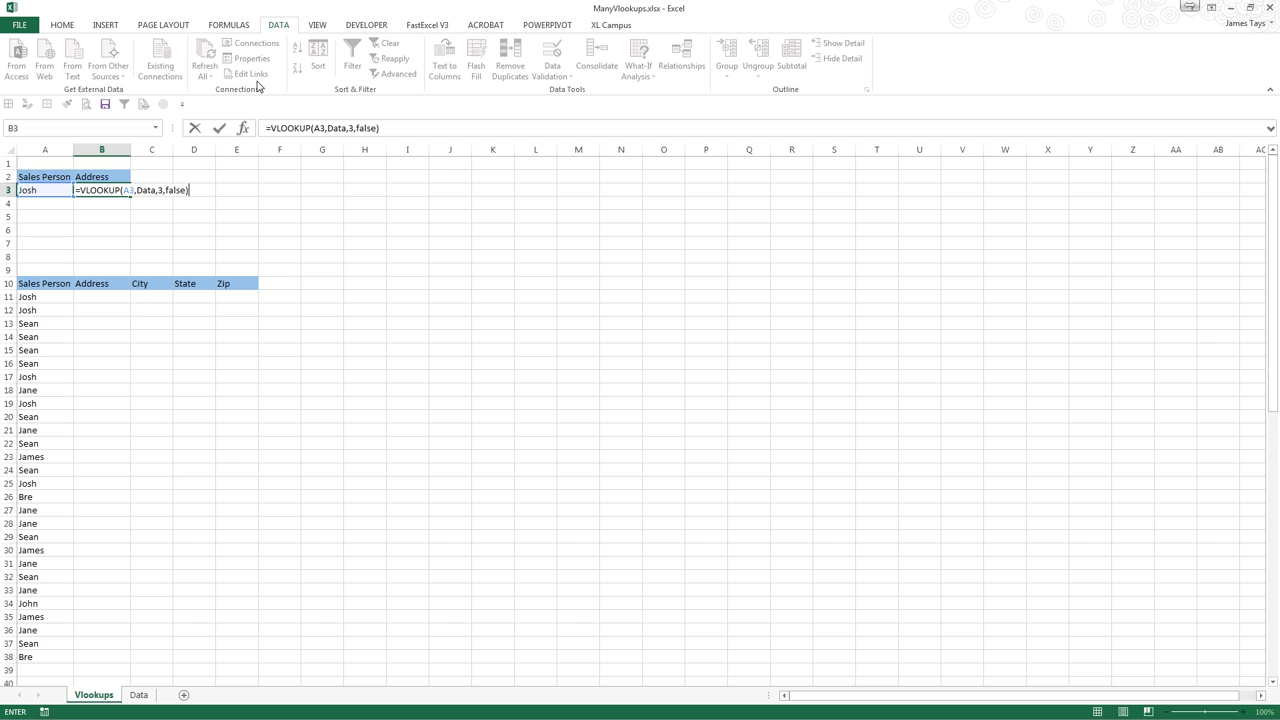 ManyVlookups.xlsx - Excel
James Tays
FILE HOME INSERT PAGE LAYOUT FORMULAS DATA VIEW DEVELOPER FastExcel V3 ACROBAT POWERPIVOT XL Campus
From Access
From Web
From Text
From Other Sources
Existing Connections
Get External Data
Refresh All
Connections
Properties
Edit Links
Connections
Sort
Filter
Clear
Reapply
Advanced
Sort & Filter
Text to Columns
Flash Fill
Remove Duplicates
Data Validation
Consolidate
What-If Analysis
Relationships
Data Tools
Group
Ungroup
Subtotal
Show Detail
Hide Detail
Outline
B3 fx =VLOOKUP(A3,Data,3,false)
A B C D E F G H I J K L M N O P Q R S T U V W X Y Z AA AB AC
1
2 Sales Person Address
3 Josh =VLOOKUP(A3,Data,3,false)
4
5
6
7
8
9
10 Sales Person Address City State Zip
11 Josh
12 Josh
13 Sean
14 Sean
15 Sean
16 Sean
17 Josh
18 Jane
19 Josh
20 Sean
21 Jane
22 Sean
23 James
24 Sean
25 Josh
26 Bre
27 Jane
28 Jane
29 Sean
30 James
31 Jane
32 Sean
33 Jane
34 John
35 James
36 Jane
37 Sean
38 Bre
39
40
Vlookups Data
ENTER 100%